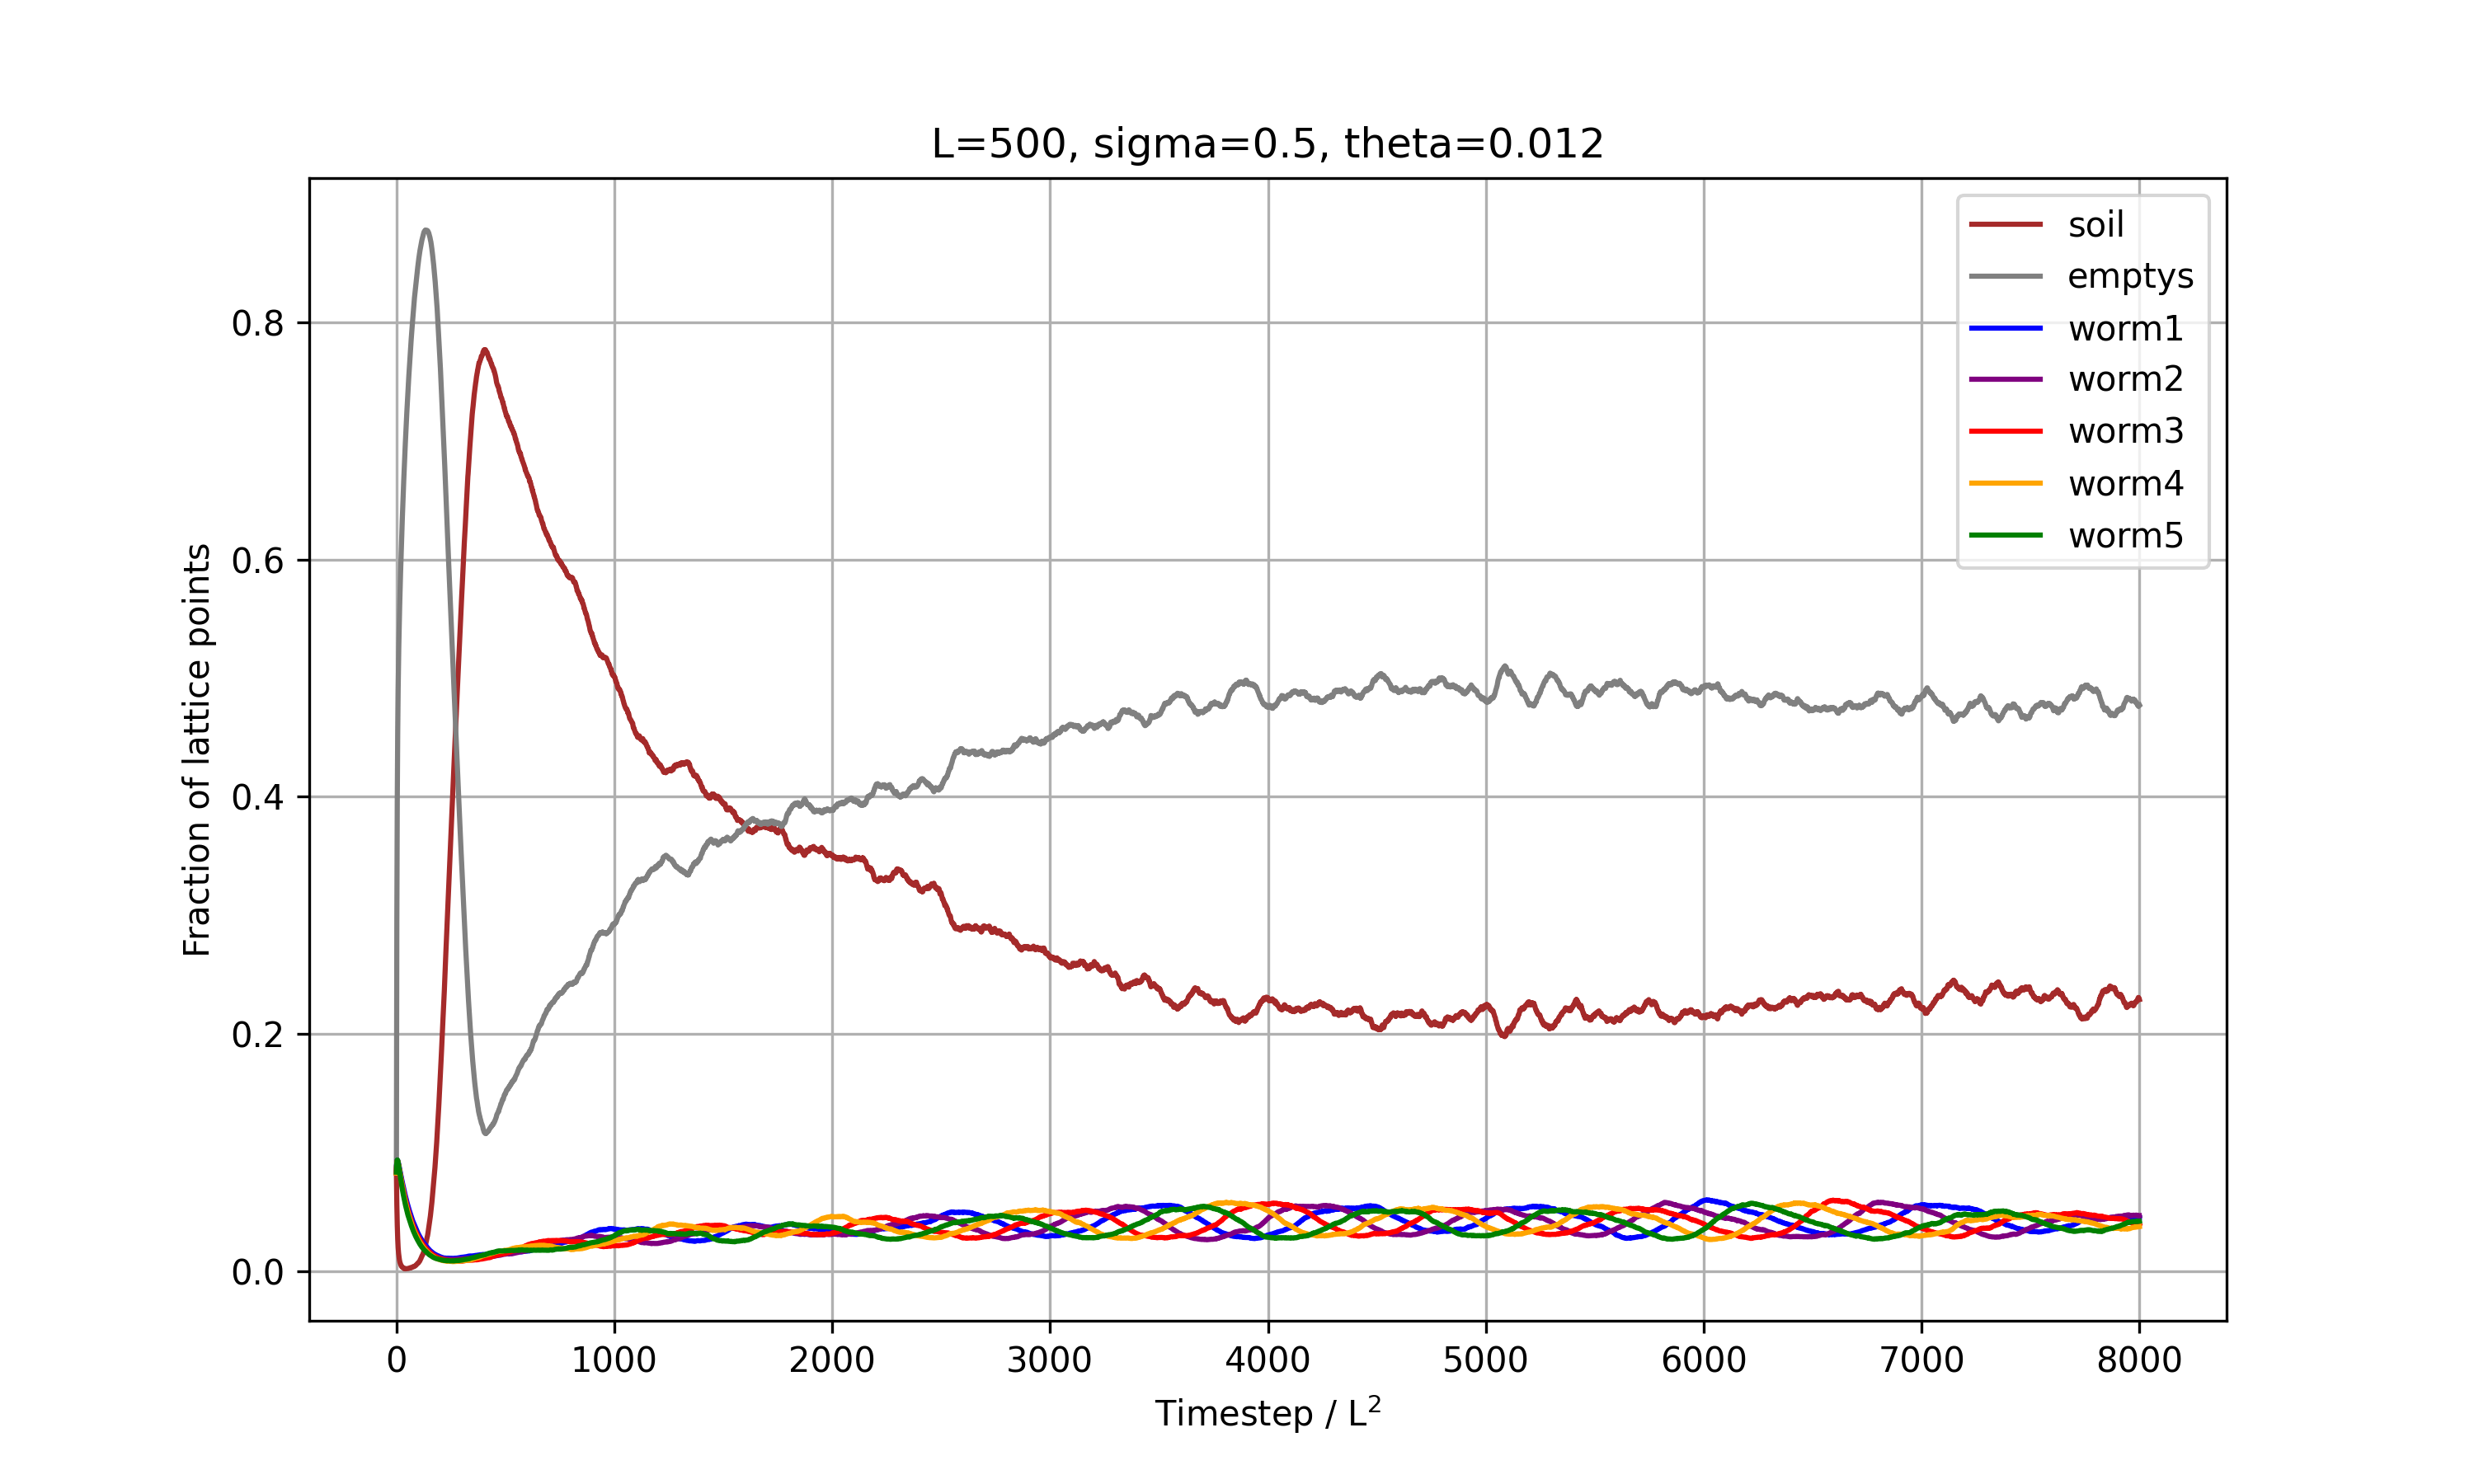 L=500, sigma=0.5, theta=0.012
soil
emptys
worm1
worm2
worm3
worm4
worm5
Fraction of lattice points
0.8
0.6
0.4
0.2
0.0
0 1000 2000 3000 4000 5000 6000 7000 8000
Timestep / L²